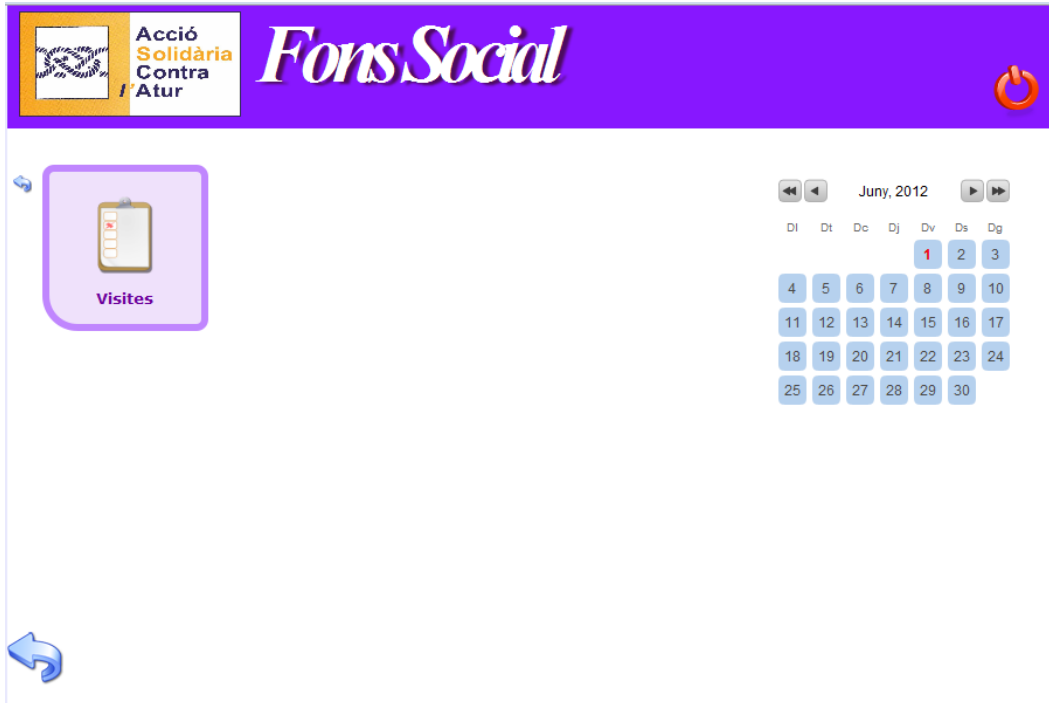 Acció
Solidària
Contra
l'Atur
Fons Social
Visites
Juny, 2012
Dl Dt Dc Dj Dv Ds Dg
1 2 3
4 5 6 7 8 9 10
11 12 13 14 15 16 17
18 19 20 21 22 23 24
25 26 27 28 29 30